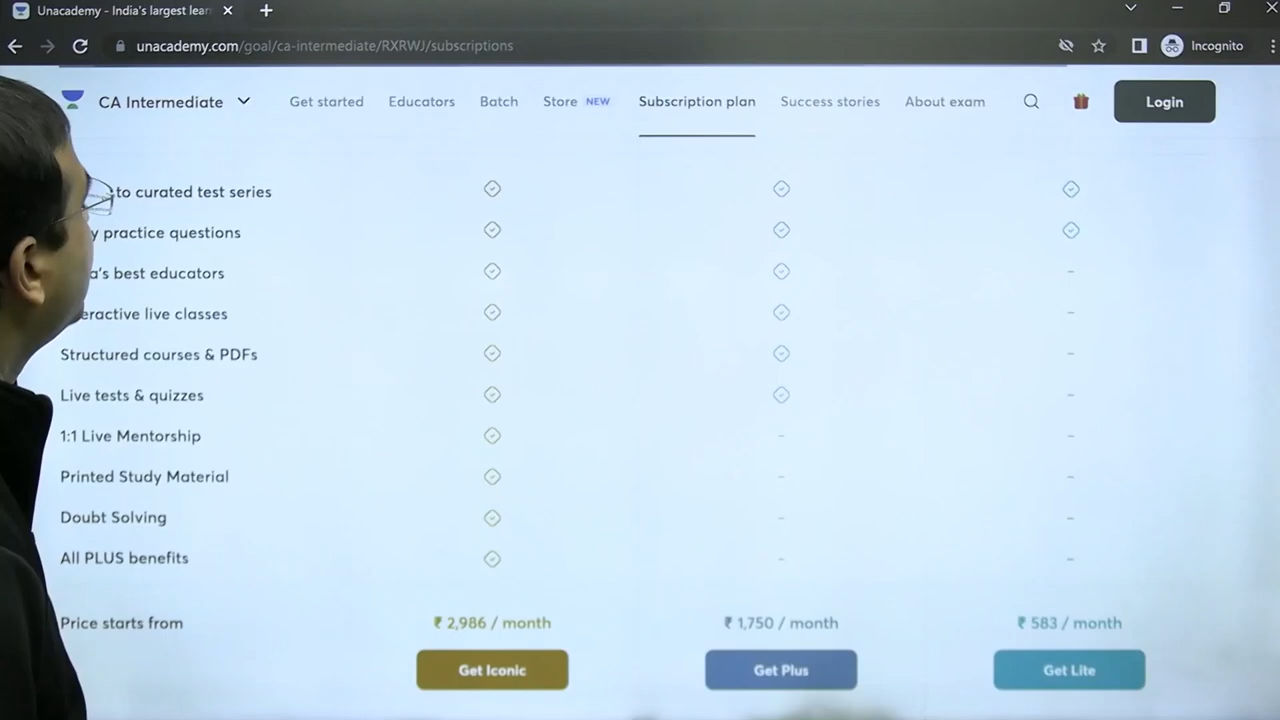 Unacademy - India's largest lear
unacademy.com/goal/ca-intermediate/RXRWJ/subscriptions
Incognito
CA Intermediate
Get started
Educators
Batch
Store NEW
Subscription plan
Success stories
About exam
Login
to curated test series
y practice questions
a's best educators
eractive live classes
Structured courses & PDFs
Live tests & quizzes
1:1 Live Mentorship
Printed Study Material
Doubt Solving
All PLUS benefits
Price starts from
₹ 2,986 / month
₹ 1,750 / month
₹ 583 / month
Get Iconic
Get Plus
Get Lite